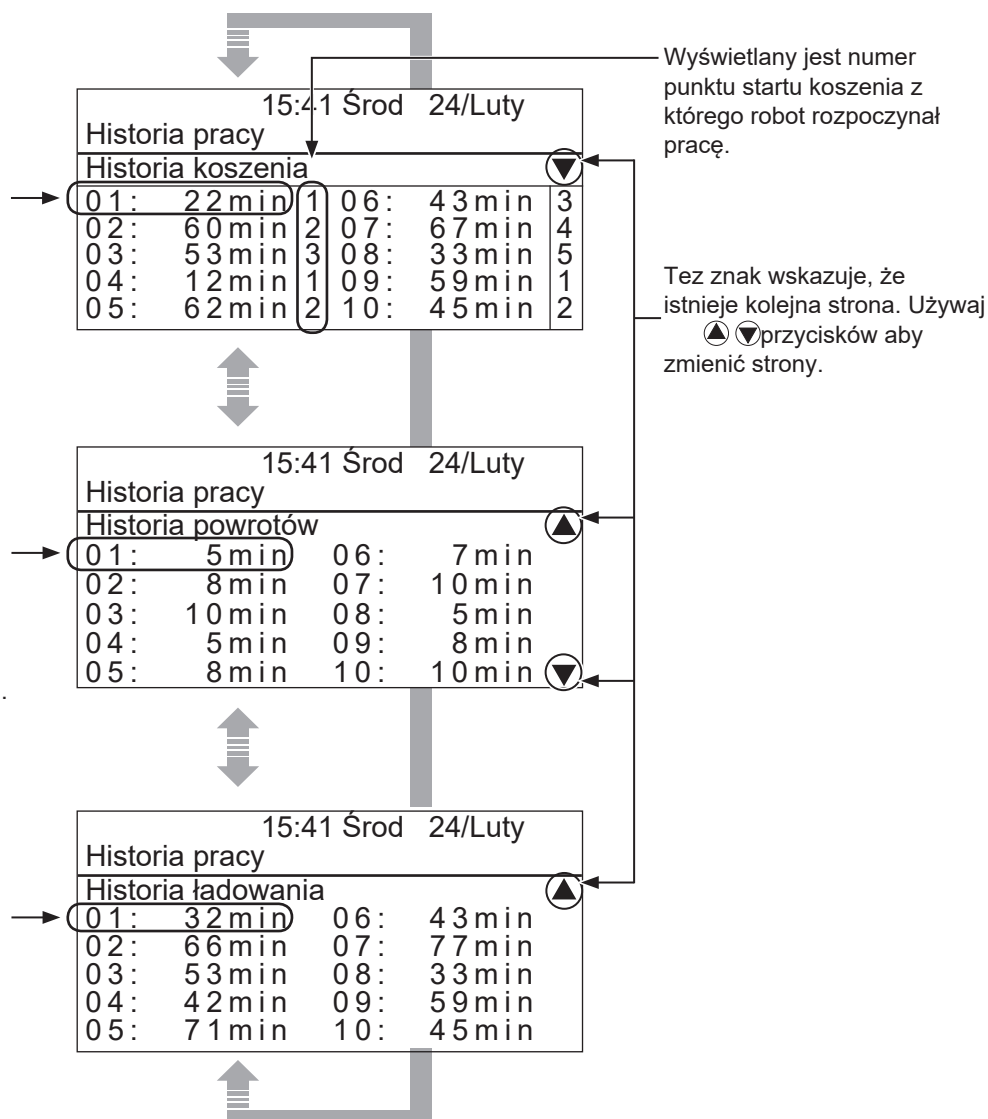 Wyświetlany jest numer
punktu startu koszenia z
którego robot rozpoczynał
pracę.
15:41 Środ 24/Luty
Historia pracy
Historia koszenia
01: 22min 1 06: 43min 3
02: 60min 2 07: 67min 4
03: 53min 3 08: 33min 5
04: 12min 1 09: 59min 1
05: 62min 2 10: 45min 2
Tez znak wskazuje, że
istnieje kolejna strona. Używaj
przycisków aby
zmienić strony.
15:41 Środ 24/Luty
Historia pracy
Historia powrotów
01: 5min 06: 7min
02: 8min 07: 10min
03: 10min 08: 5min
04: 5min 09: 8min
05: 8min 10: 10min
.
15:41 Środ 24/Luty
Historia pracy
Historia ładowania
01: 32min 06: 43min
02: 66min 07: 77min
03: 53min 08: 33min
04: 42min 09: 59min
05: 71min 10: 45min